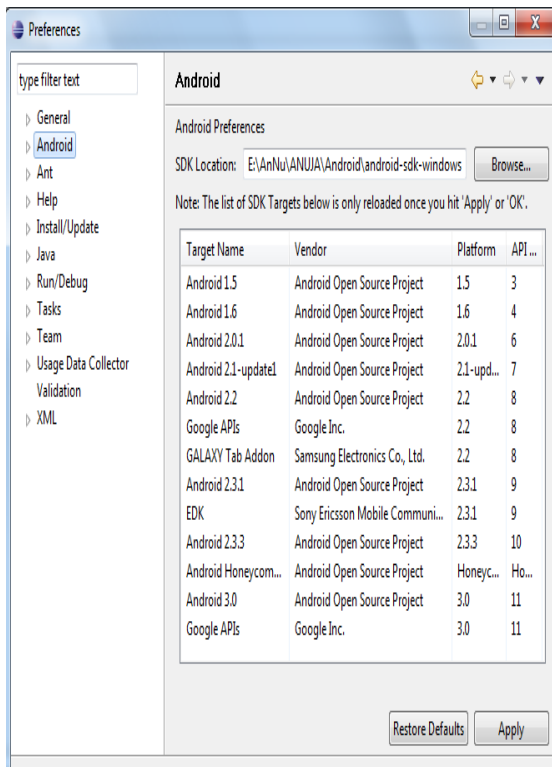 Preferences
type filter text
General
Android
Ant
Help
Install/Update
Java
Run/Debug
Tasks
Team
Usage Data Collector
Validation
XML
Android
Android Preferences
SDK Location: E:\AnNu\ANUJA\Android\android-sdk-windows Browse...
Note: The list of SDK Targets below is only reloaded once you hit 'Apply' or 'OK'.
Target Name Vendor Platform API ...
Android 1.5 Android Open Source Project 1.5 3
Android 1.6 Android Open Source Project 1.6 4
Android 2.0.1 Android Open Source Project 2.0.1 6
Android 2.1-update1 Android Open Source Project 2.1-upd... 7
Android 2.2 Android Open Source Project 2.2 8
Google APIs Google Inc. 2.2 8
GALAXY Tab Addon Samsung Electronics Co., Ltd. 2.2 8
Android 2.3.1 Android Open Source Project 2.3.1 9
EDK Sony Ericsson Mobile Communi... 2.3.1 9
Android 2.3.3 Android Open Source Project 2.3.3 10
Android Honeycom... Android Open Source Project Honeyc... Ho...
Android 3.0 Android Open Source Project 3.0 11
Google APIs Google Inc. 3.0 11
Restore Defaults Apply